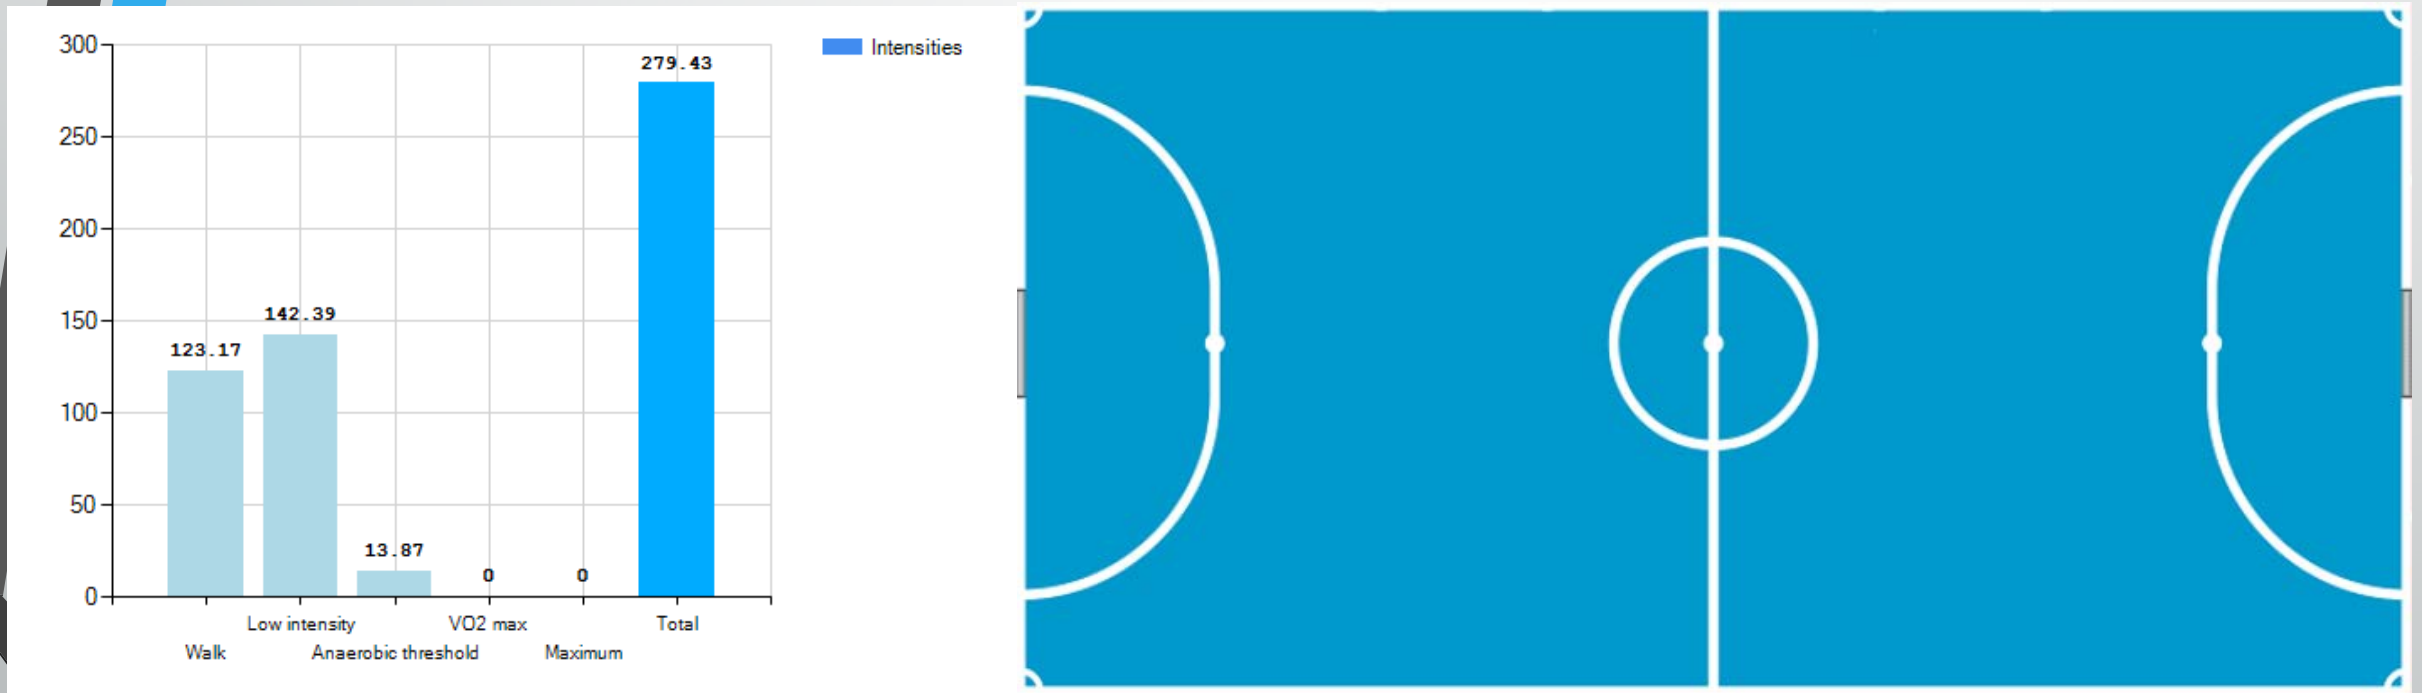 300
250
200
150
100
50
0
123.17
142.39
13.87
0
0
279.43
Low intensity
VO2 max
Total
Walk
Anaerobic threshold
Maximum
Intensities